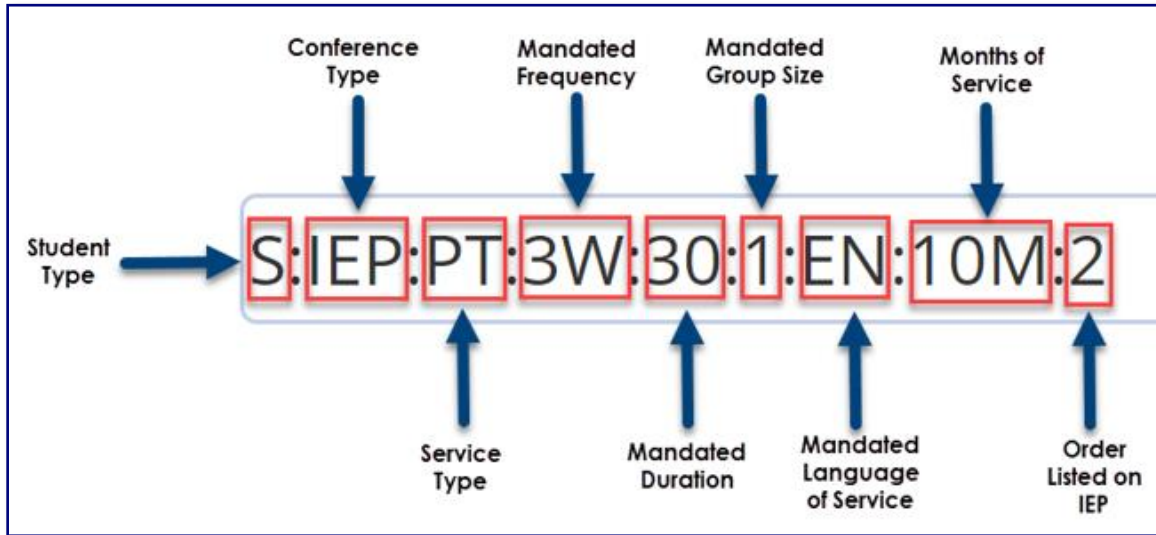 Conference
Type
Mandated
Frequency
Mandated
Group Size
Months of
Service
Student
Type
S:IEP:PT:3W:30:1:EN:10M:2
Service
Type
Mandated
Duration
Mandated
Language
of Service
Order
Listed on
IEP